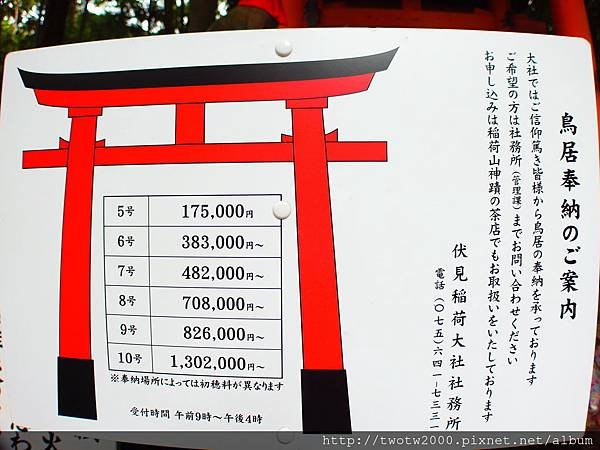 鳥居奉納のご案内
大社ではご信仰篤き皆様から鳥居の奉納を承っております
ご希望の方は社務所(管理課)までお問い合わせください
お申し込みは稲荷山神蹟の茶店でもお取扱いをいたしております
伏見稲荷大社社務所
電話(〇七五)六四一-七三三一
5号 175,000円
6号 383,000円~
7号 482,000円~
8号 708,000円~
9号 826,000円~
10号 1,302,000円~
※奉納場所によっては初穂料が異なります
受付時間 午前9時~午後4時
http://twotw2000.pixnet.net/album